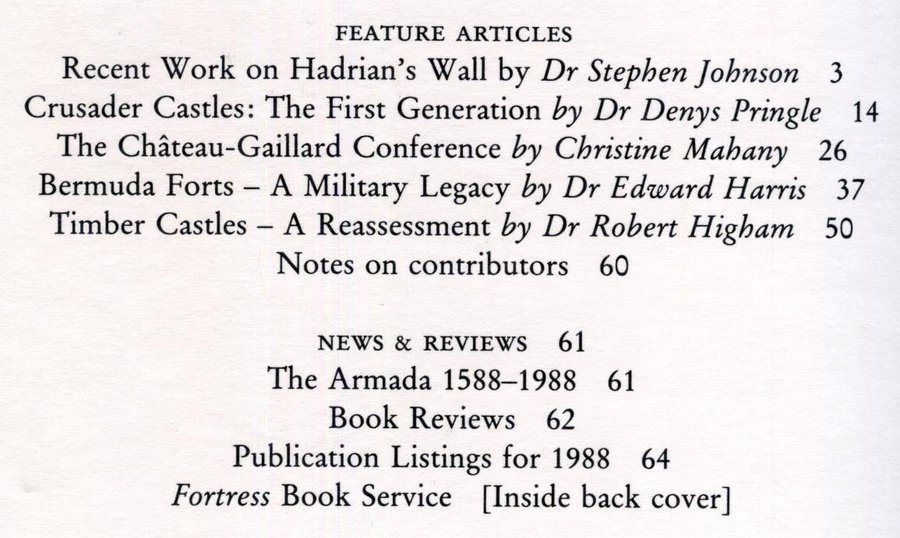 FEATURE ARTICLES
Recent Work on Hadrian's Wall by Dr Stephen Johnson 3
Crusader Castles: The First Generation by Dr Denys Pringle 14
The Château-Gaillard Conference by Christine Mahany 26
Bermuda Forts – A Military Legacy by Dr Edward Harris 37
Timber Castles – A Reassessment by Dr Robert Higham 50
Notes on contributors 60
NEWS & REVIEWS 61
The Armada 1588–1988 61
Book Reviews 62
Publication Listings for 1988 64
Fortress Book Service [Inside back cover]